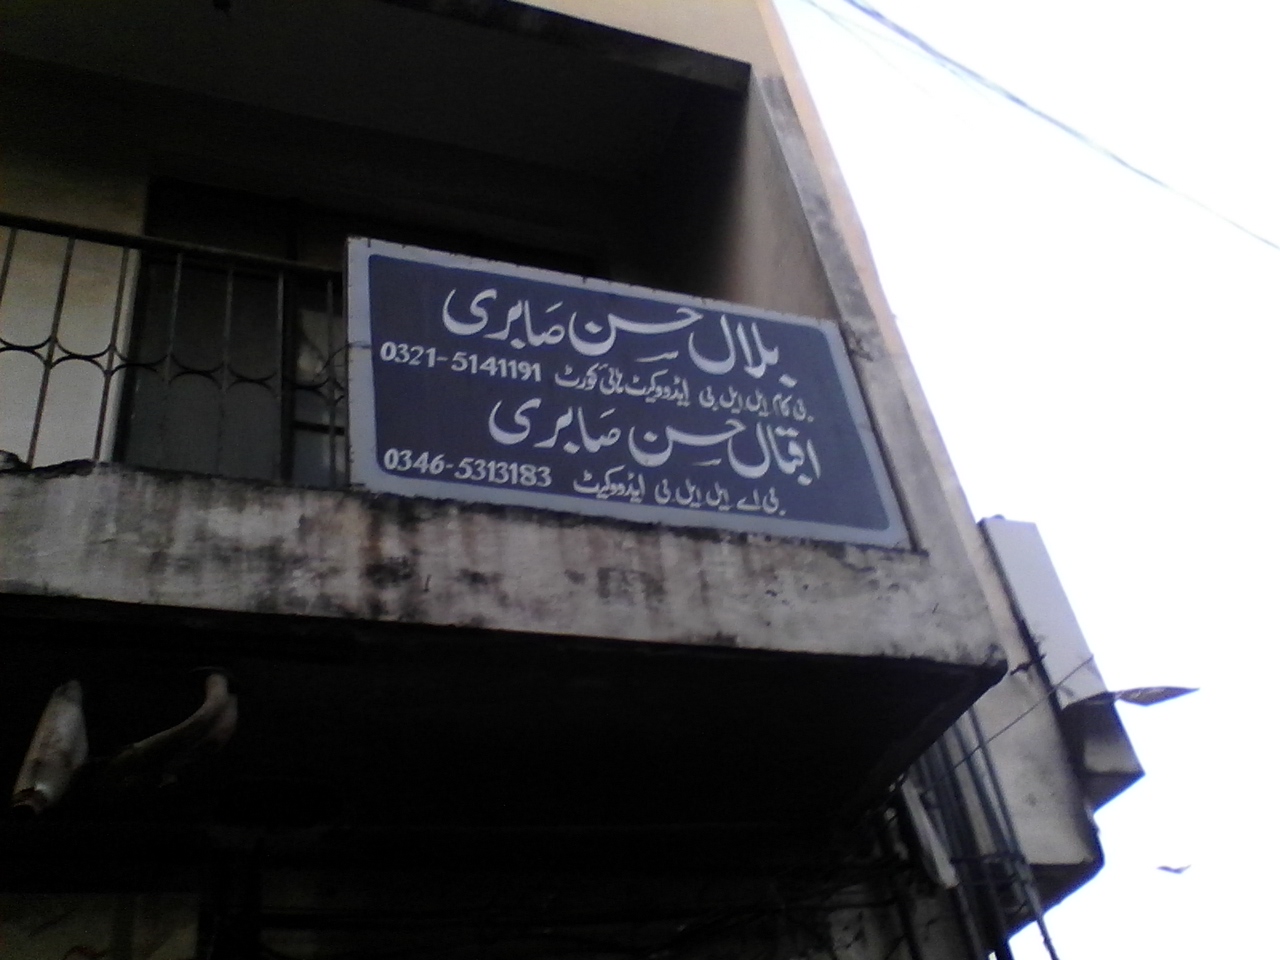 بلال حسن صابری
بی کام ایل ایل بی ایڈووکیٹ ہائی کورٹ 0321-5141191
اقبال حسن صابری
بی اے ایل ایل بی ایڈووکیٹ 0346-5313183